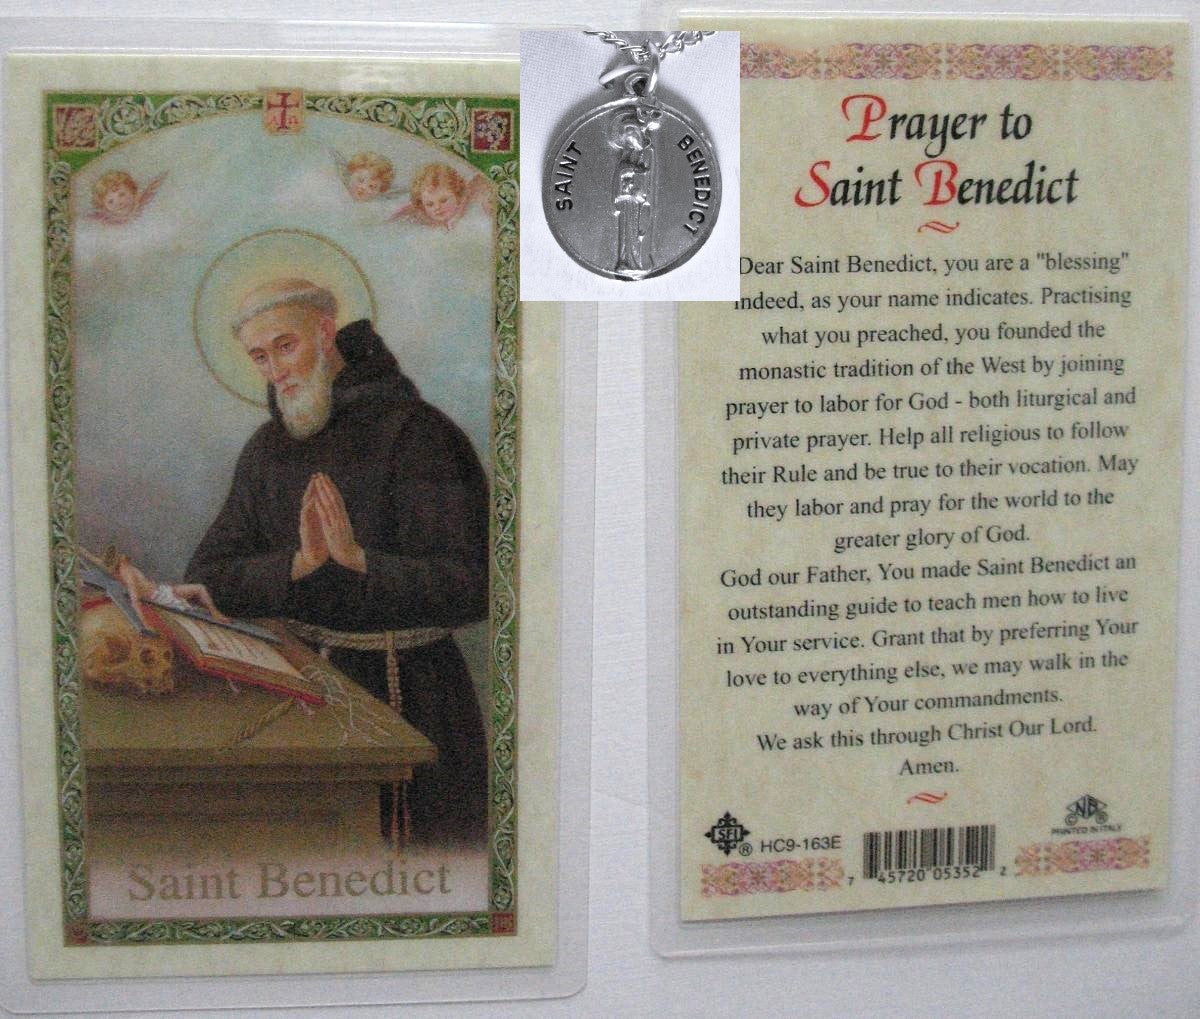 Saint Benedict
SAINT BENEDICT
Prayer to
Saint Benedict
Dear Saint Benedict, you are a "blessing"
indeed, as your name indicates. Practising
what you preached, you founded the
monastic tradition of the West by joining
prayer to labor for God - both liturgical and
private prayer. Help all religious to follow
their Rule and be true to their vocation. May
they labor and pray for the world to the
greater glory of God.
God our Father, You made Saint Benedict an
outstanding guide to teach men how to live
in Your service. Grant that by preferring Your
love to everything else, we may walk in the
way of Your commandments.
We ask this through Christ Our Lord.
Amen.
SFI ® HC9-163E
7 45720 05352 2
NB
PRINTED IN ITALY